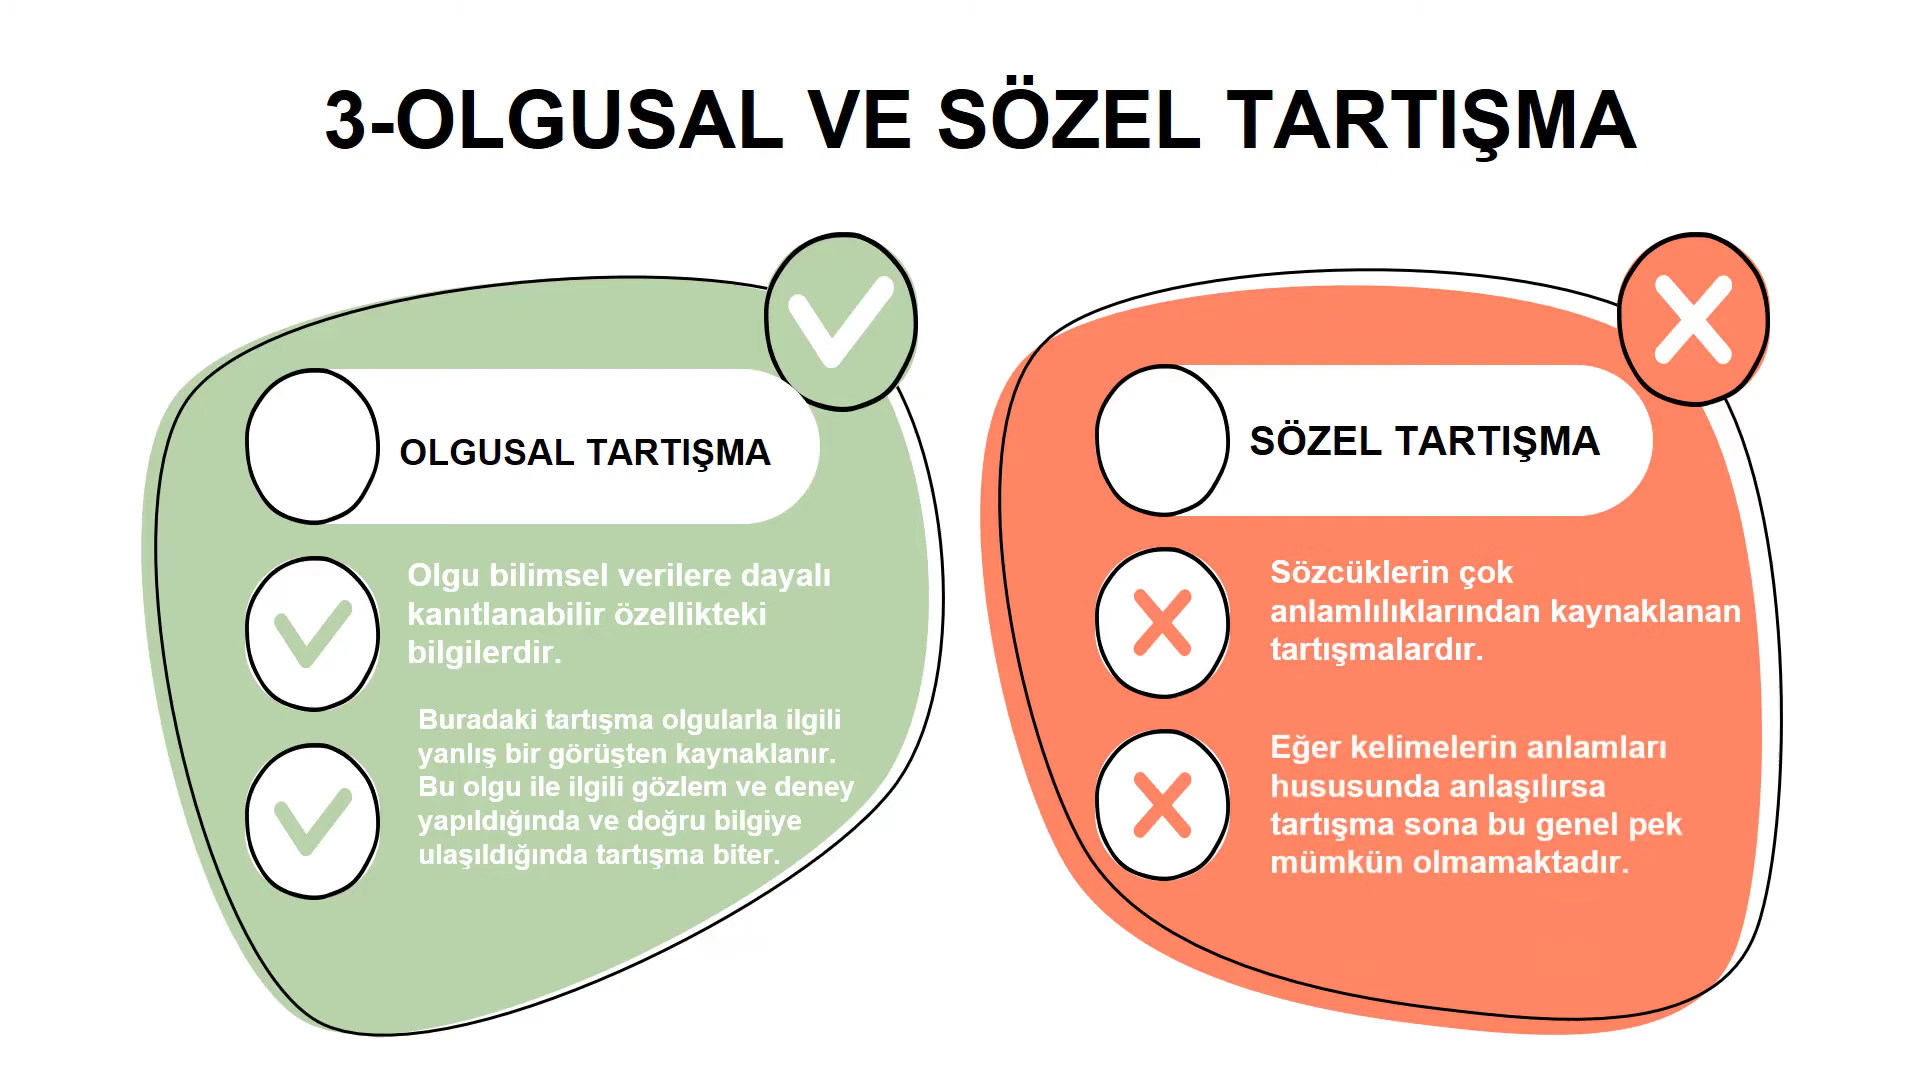 3-OLGUSAL VE SÖZEL TARTIŞMA
OLGUSAL TARTIŞMA
Olgu bilimsel verilere dayalı
kanıtlanabilir özellikteki
bilgilerdir.
Buradaki tartışma olgularla ilgili
yanlış bir görüşten kaynaklanır.
Bu olgu ile ilgili gözlem ve deney
yapıldığında ve doğru bilgiye
ulaşıldığında tartışma biter.
SÖZEL TARTIŞMA
Sözcüklerin çok
anlamlılıklarından kaynaklanan
tartışmalardır.
Eğer kelimelerin anlamları
hususunda anlaşılırsa
tartışma sona bu genel pek
mümkün olmamaktadır.